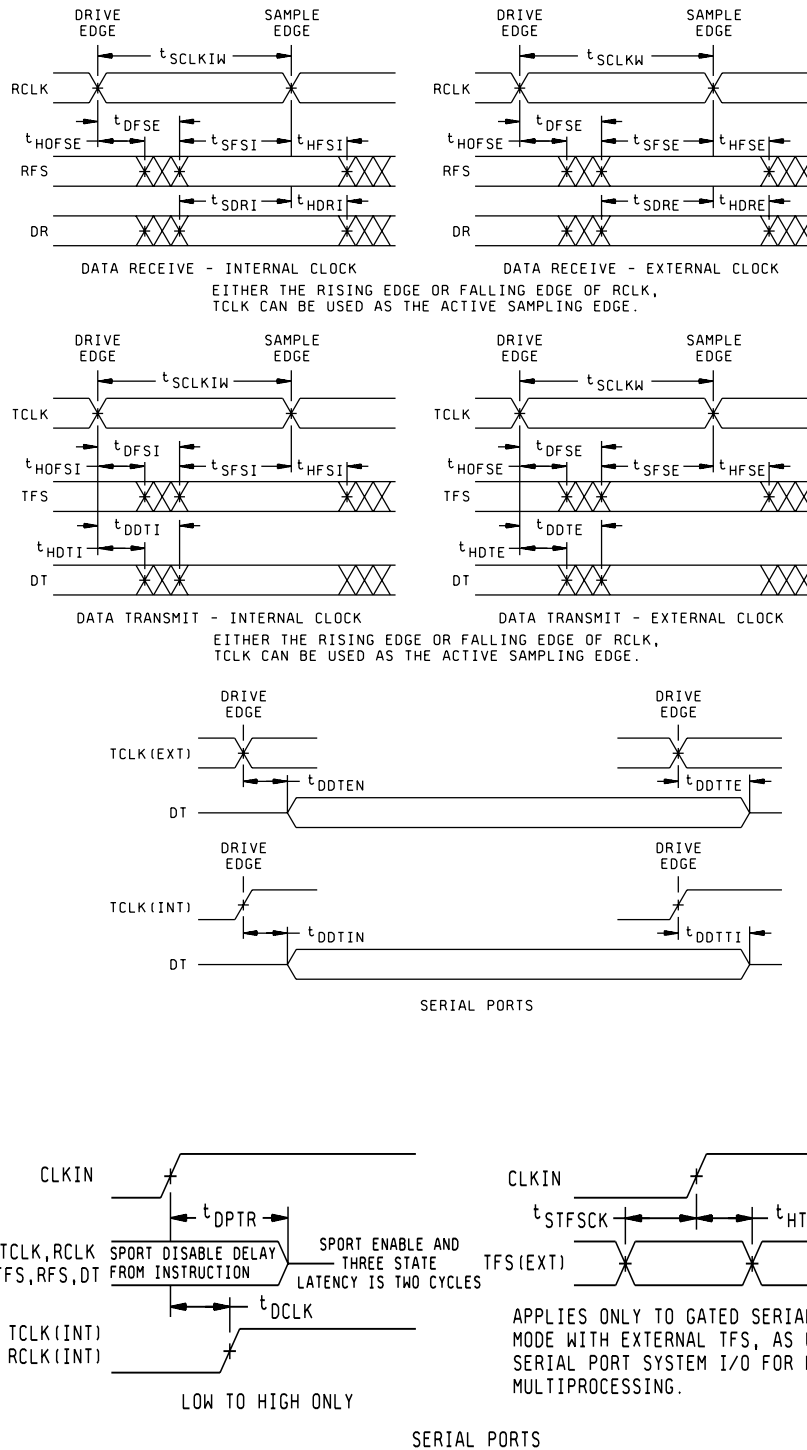 DRIVE EDGE SAMPLE EDGE DRIVE EDGE SAMPLE EDGE
tSCLKIW tSCLKW
RCLK RCLK
tDFSE tDFSE
tHOFSE tSFSI tHFSI tHOFSE tSFSE tHFSE
RFS RFS
tSDRI tHDRI tSDRE tHDRE
DR DR
DATA RECEIVE - INTERNAL CLOCK DATA RECEIVE - EXTERNAL CLOCK
EITHER THE RISING EDGE OR FALLING EDGE OF RCLK,
TCLK CAN BE USED AS THE ACTIVE SAMPLING EDGE.
DRIVE EDGE SAMPLE EDGE DRIVE EDGE SAMPLE EDGE
tSCLKIW tSCLKW
TCLK TCLK
tDFSI tDFSE
tHOFSI tSFSI tHFSI tHOFSE tSFSE tHFSE
TFS TFS
tDDTI tDDTE
tHDTI tHDTE
DT DT
DATA TRANSMIT - INTERNAL CLOCK DATA TRANSMIT - EXTERNAL CLOCK
EITHER THE RISING EDGE OR FALLING EDGE OF RCLK,
TCLK CAN BE USED AS THE ACTIVE SAMPLING EDGE.
DRIVE EDGE DRIVE EDGE
TCLK(EXT)
tDDTEN tDDTTE
DT
DRIVE EDGE DRIVE EDGE
TCLK(INT)
tDDTIN tDDTTI
DT
SERIAL PORTS
CLKIN
tDPTR
TCLK,RCLK
TFS,RFS,DT
SPORT DISABLE DELAY
FROM INSTRUCTION
SPORT ENABLE AND
THREE STATE
LATENCY IS TWO CYCLES
tDCLK
TCLK(INT)
RCLK(INT)
LOW TO HIGH ONLY
CLKIN
tSTFSCK tHT
TFS(EXT)
APPLIES ONLY TO GATED SERIAL
MODE WITH EXTERNAL TFS, AS
SERIAL PORT SYSTEM I/O FOR
MULTIPROCESSING.
SERIAL PORTS